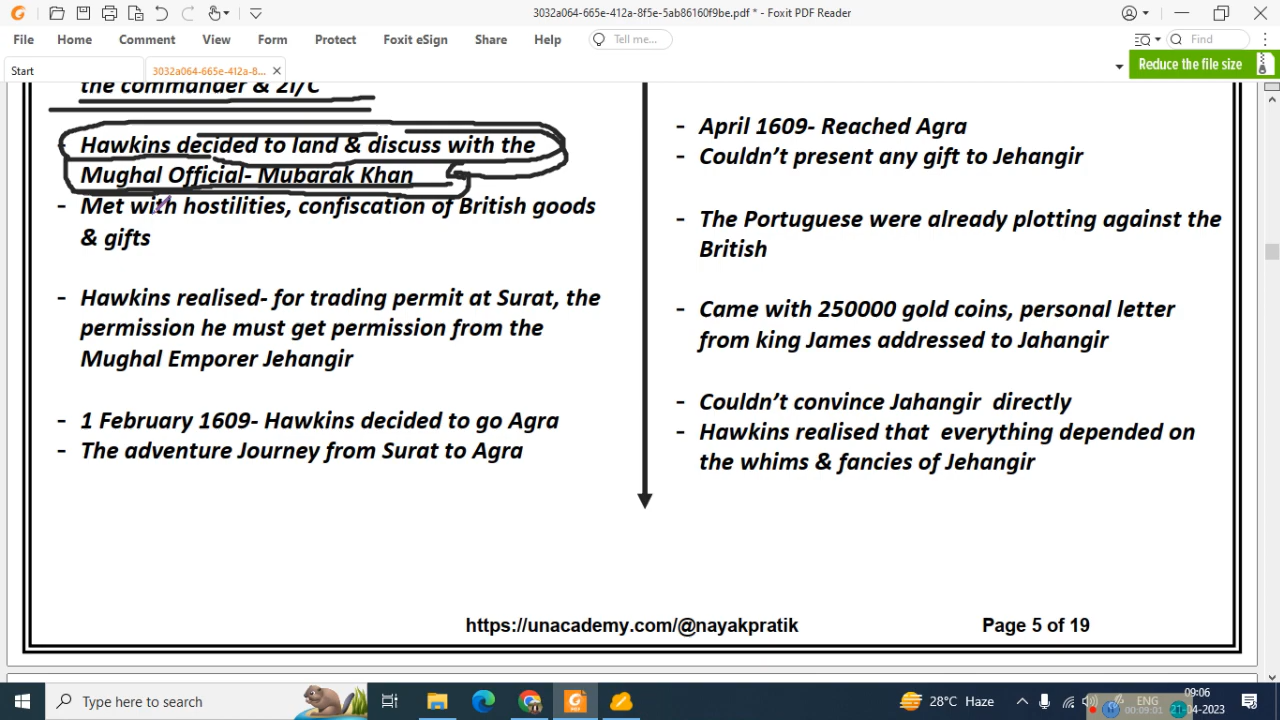 3032a064-665e-412a-8f5e-5ab86160f9be.pdf * - Foxit PDF Reader
File Home Comment View Form Protect Foxit eSign Share Help Tell me... Find
Start 3032a064-665e-412a-8... Reduce the file size
the commander & 2I/C
- Hawkins decided to land & discuss with the
Mughal Official- Mubarak Khan
- Met with hostilities, confiscation of British goods
& gifts
- Hawkins realised- for trading permit at Surat, the
permission he must get permission from the
Mughal Emporer Jehangir
- 1 February 1609- Hawkins decided to go Agra
- The adventure Journey from Surat to Agra
- April 1609- Reached Agra
- Couldn't present any gift to Jehangir
- The Portuguese were already plotting against the
British
- Came with 250000 gold coins, personal letter
from king James addressed to Jahangir
- Couldn't convince Jahangir directly
- Hawkins realised that everything depended on
the whims & fancies of Jehangir
https://unacademy.com/@nayakpratik Page 5 of 19
Type here to search 28°C Haze ENG 09:06
00:09:01 21-04-2023